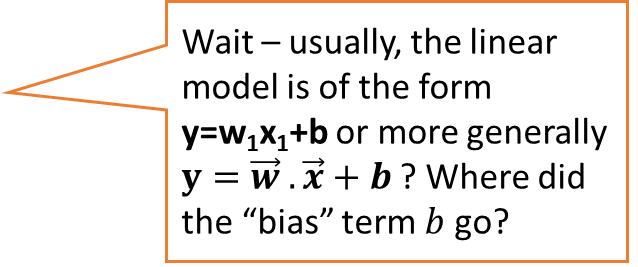 Wait – usually, the linear
model is of the form
y=w₁x₁+b or more generally
y = w⃗ . x⃗ + b ? Where did
the “bias” term b go?